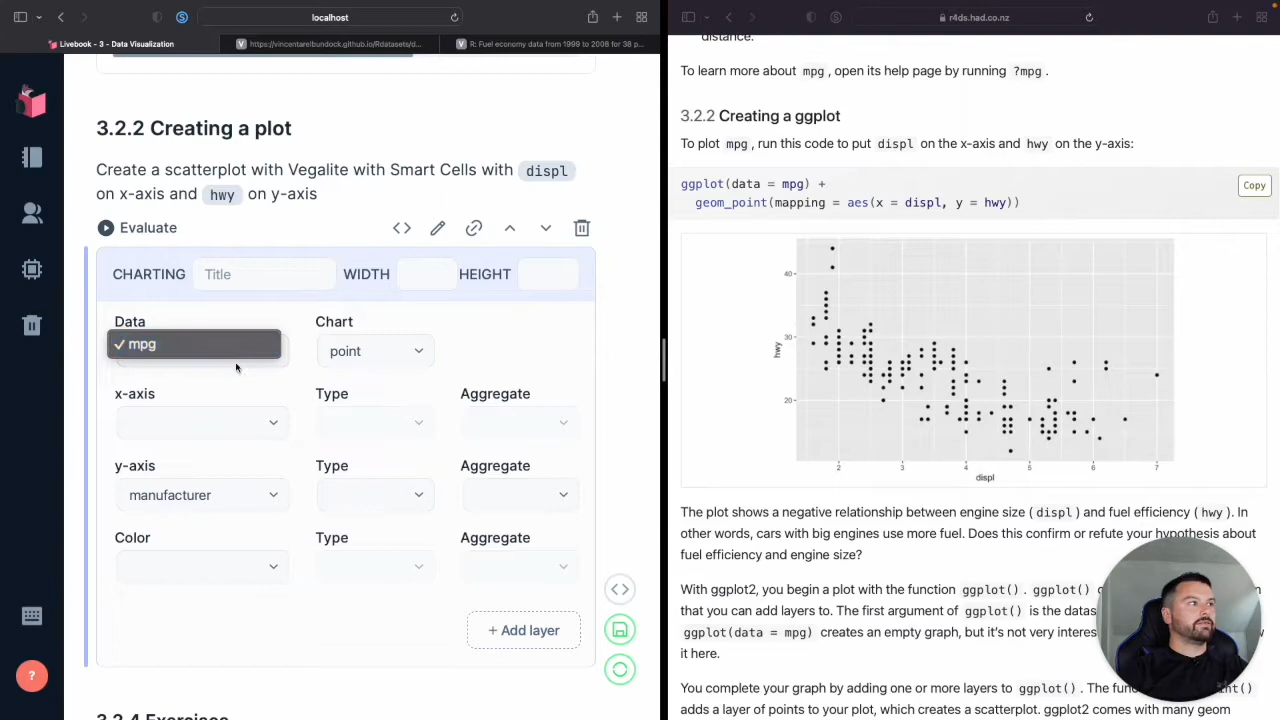 localhost
r4ds.had.co.nz
Livebook - 3 - Data Visualization
https://vincentarelbundock.github.io/Rdatasets/d...
R: Fuel economy data from 1999 to 2008 for 38 p...
3.2.2 Creating a plot
Create a scatterplot with Vegalite with Smart Cells with displ
on x-axis and hwy on y-axis
Evaluate
CHARTING Title WIDTH HEIGHT
Data Chart
✓ mpg
point
x-axis Type Aggregate
y-axis Type Aggregate
manufacturer
Color Type Aggregate
+ Add layer
?
3.2.4 Exercises
distance.
To learn more about mpg , open its help page by running ?mpg .
3.2.2 Creating a ggplot
To plot mpg , run this code to put displ on the x-axis and hwy on the y-axis:
ggplot(data = mpg) +
geom_point(mapping = aes(x = displ, y = hwy))
Copy
40
30
20
hwy
2 3 4 5 6 7
displ
The plot shows a negative relationship between engine size ( displ ) and fuel efficiency ( hwy ). In
other words, cars with big engines use more fuel. Does this confirm or refute your hypothesis about
fuel efficiency and engine size?
With ggplot2, you begin a plot with the function ggplot() . ggplot()
that you can add layers to. The first argument of ggplot() is the
ggplot(data = mpg) creates an empty graph, but it's not very
it here.
You complete your graph by adding one or more layers to ggplot() . The
adds a layer of points to your plot, which creates a scatterplot. ggplot2 comes with many geom